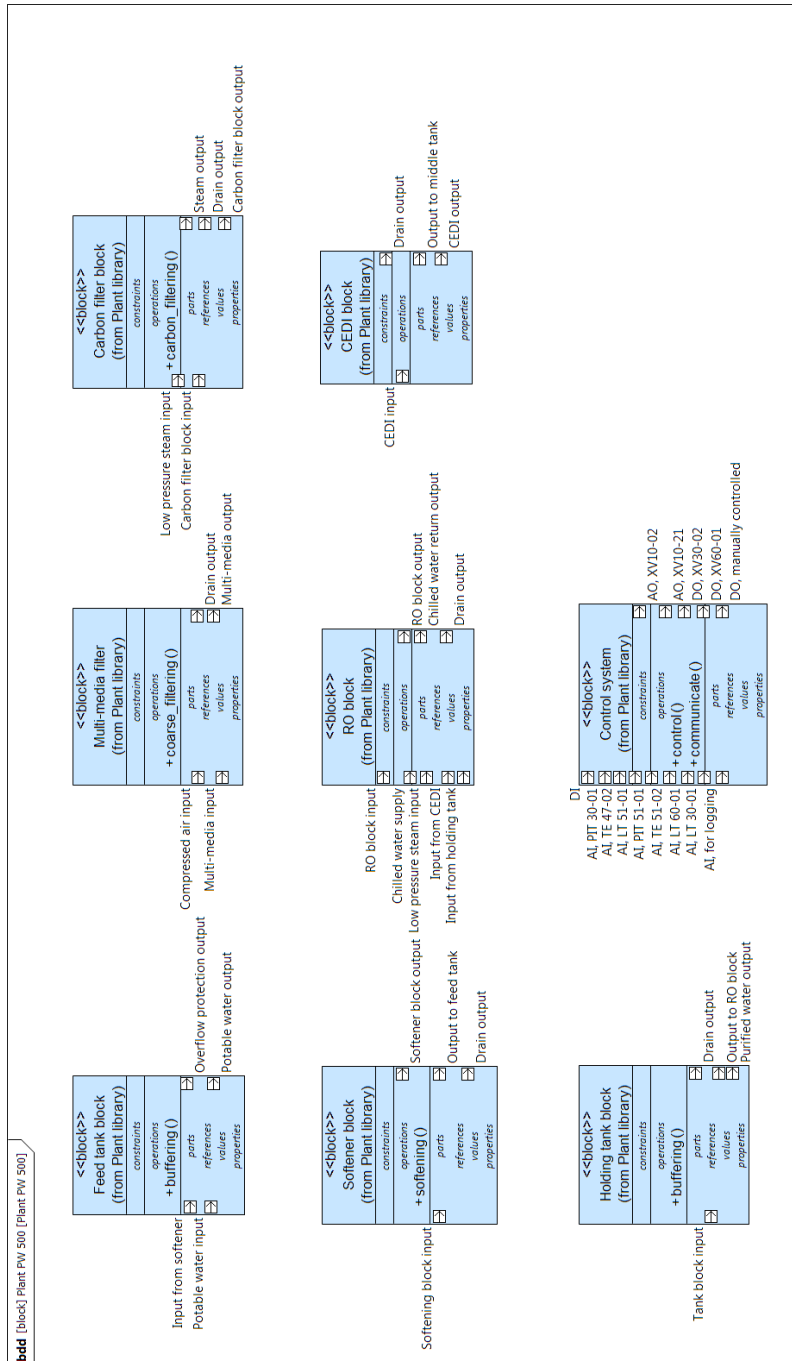 bdd [block] Plant PW 500 [Plant PW 500]
<<block>>
Feed tank block
(from Plant library)
constraints
operations
+ buffering ()
parts
references
values
properties
Input from softener
Potable water input
Overflow protection output
Potable water output
<<block>>
Multi-media filter
(from Plant library)
constraints
operations
+ coarse_filtering ()
parts
references
values
properties
Compressed air input
Multi-media input
Drain output
Multi-media output
<<block>>
Carbon filter block
(from Plant library)
constraints
operations
+ carbon_filtering ()
parts
references
values
properties
Low pressure steam input
Carbon filter block input
Steam output
Drain output
Carbon filter block output
<<block>>
Softener block
(from Plant library)
constraints
operations
+ softening ()
parts
references
values
properties
Softening block input
Softener block output
Output to feed tank
Drain output
<<block>>
RO block
(from Plant library)
constraints
operations
parts
references
values
properties
RO block input
Chilled water supply
Low pressure steam input
Input from CEDI
Input from holding tank
RO block output
Chilled water return output
Drain output
<<block>>
CEDI block
(from Plant library)
constraints
operations
parts
references
values
properties
CEDI input
Drain output
Output to middle tank
CEDI output
<<block>>
Holding tank block
(from Plant library)
constraints
operations
+ buffering ()
parts
references
values
properties
Tank block input
Drain output
Output to RO block
Purified water output
<<block>>
Control system
(from Plant library)
constraints
operations
+ control ()
+ communicate ()
parts
references
values
properties
DI
AI, PIT 30-01
AI, TE 47-02
AI, LT 51-01
AI, PIT 51-01
AI, TE 51-02
AI, LT 60-01
AI, LT 30-01
AI, for logging
AO, XV10-02
AO, XV10-21
DO, XV30-02
DO, XV60-01
DO, manually controlled